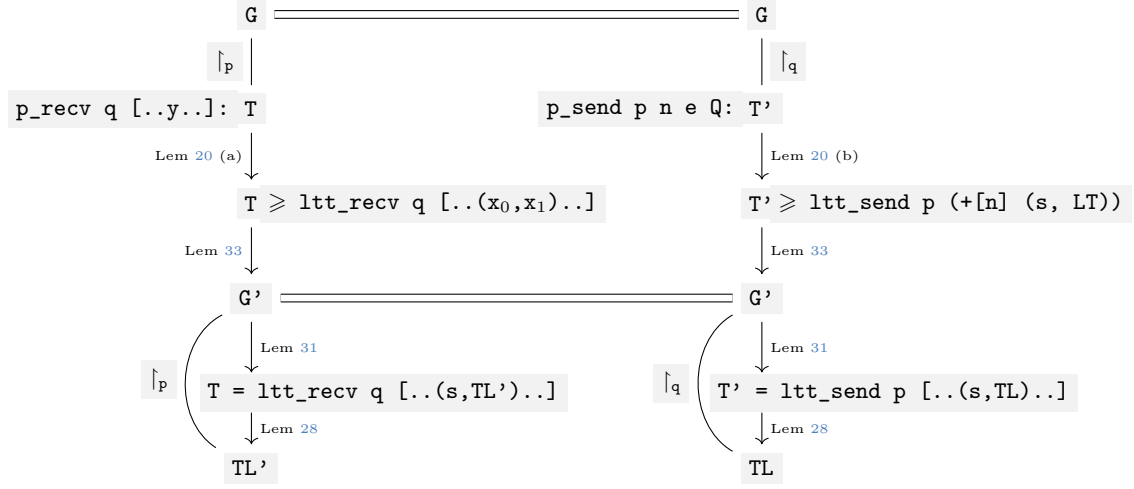 G G
↾p ↾q
p_recv q [..y..]: T p_send p n e Q: T’
Lem 20 (a) Lem 20 (b)
T ⩾ ltt_recv q [..(x₀,x₁)..] T’ ⩾ ltt_send p (+[n] (s, LT))
Lem 33 Lem 33
G’ G’
Lem 31 Lem 31
↾p T = ltt_recv q [..(s,TL’)..] ↾q T’ = ltt_send p [..(s,TL)..]
Lem 28 Lem 28
TL’ TL